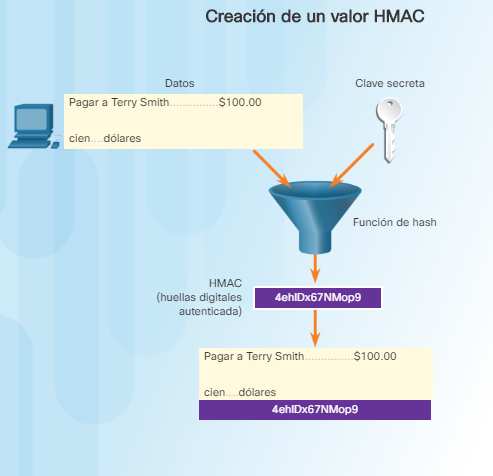 Creación de un valor HMAC
Datos
Clave secreta
Pagar a Terry Smith...............$100.00
cien....dólares
Función de hash
HMAC
(huellas digitales
autenticada)
4ehIDx67NMop9
Pagar a Terry Smith...............$100.00
cien....dólares
4ehIDx67NMop9